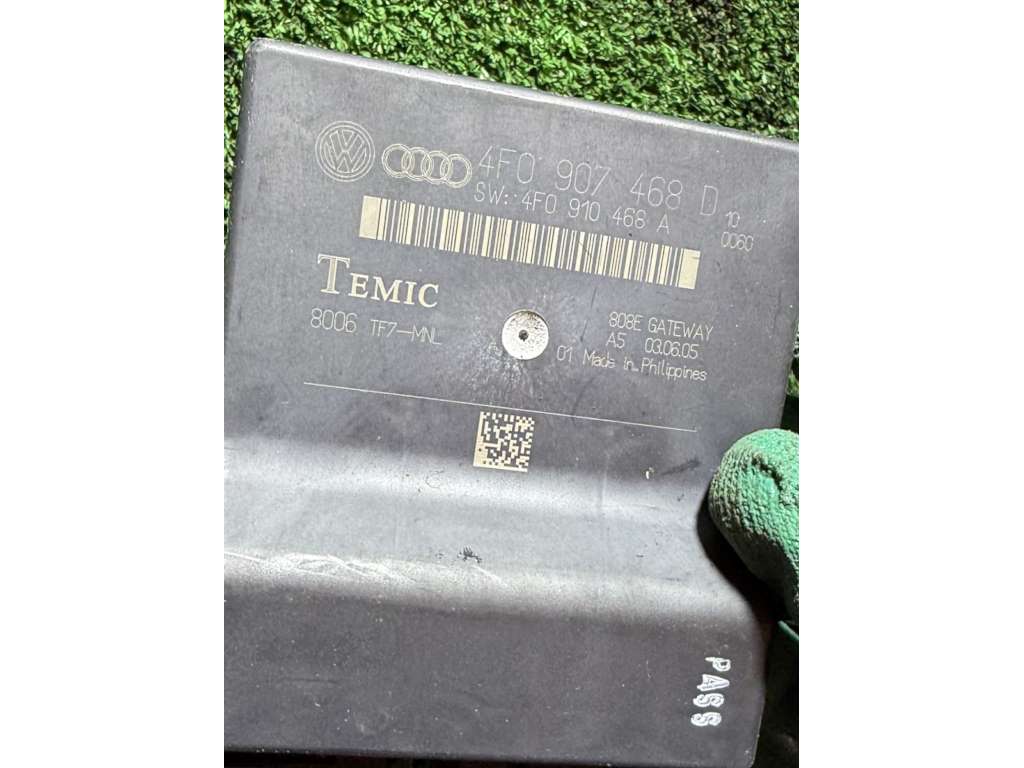 4F0 907 468 D
SW: 4F0 910 468 A
10
0060
TEMIC
8006 TF7-MNL
A 01
808E GATEWAY
A5 03.06.05
Made in Philippines
PASS